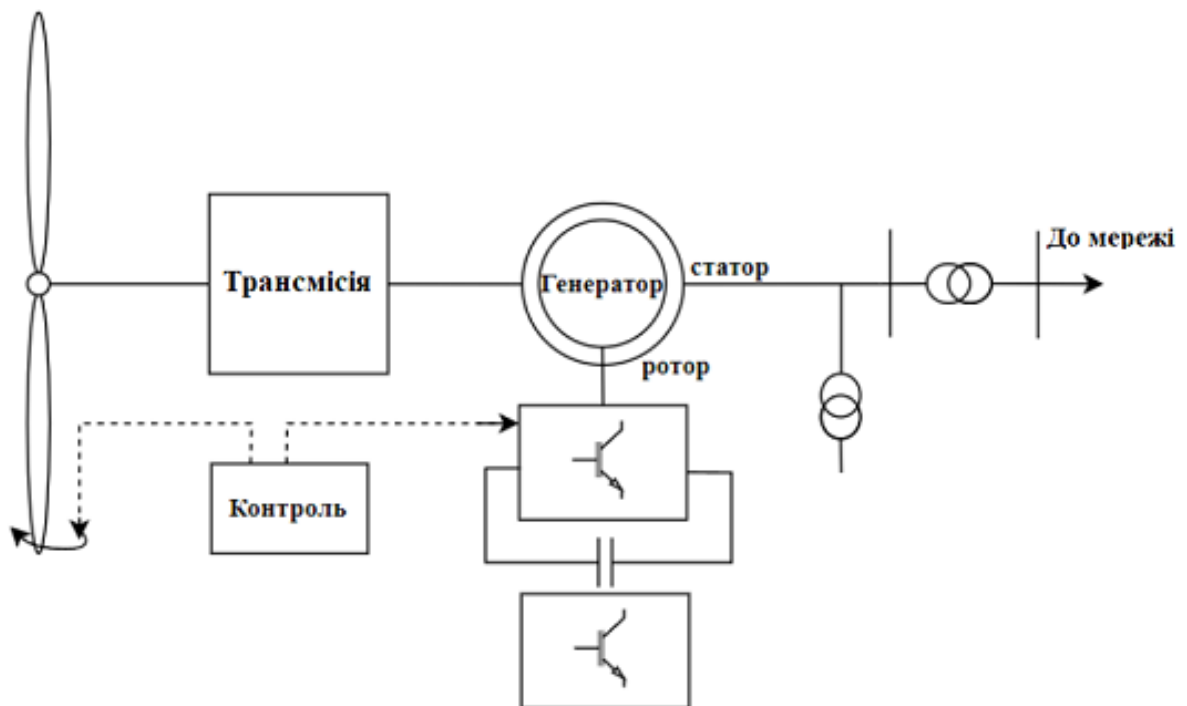 До мережі
статор
Трансмісія
Генератор
ротор
Контроль